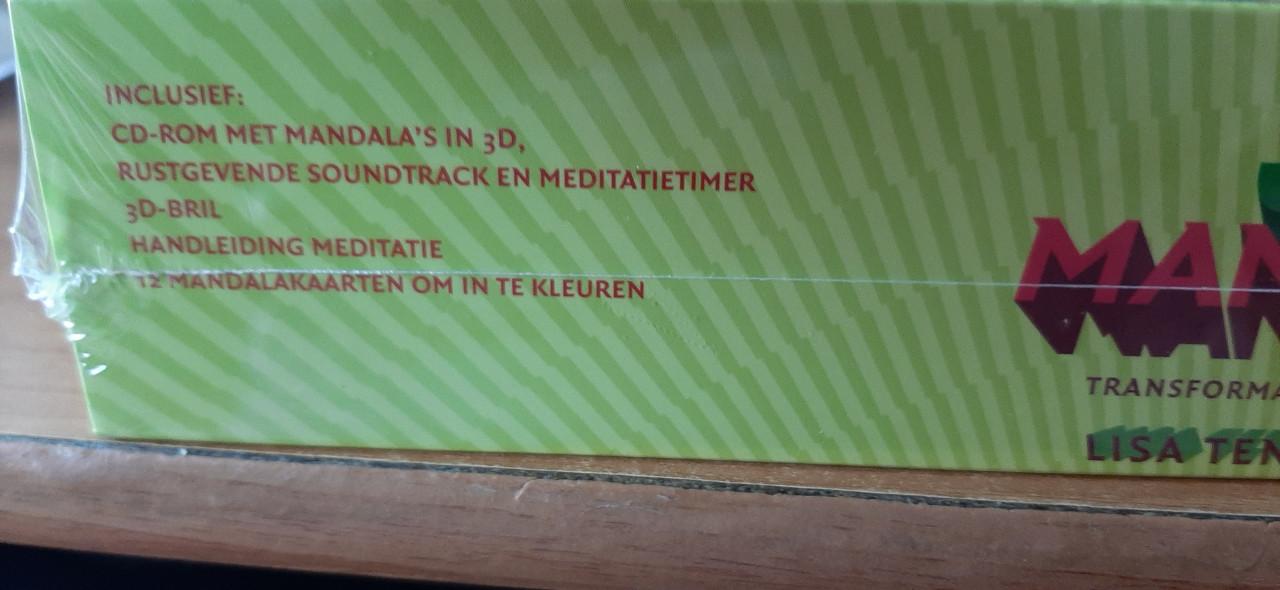 INCLUSIEF:
CD-ROM MET MANDALA'S IN 3D,
RUSTGEVENDE SOUNDTRACK EN MEDITATIETIMER
3D-BRIL
HANDLEIDING MEDITATIE
12 MANDALAKAARTEN OM IN TE KLEUREN
MAN
TRANSFORMA
LISA TEN